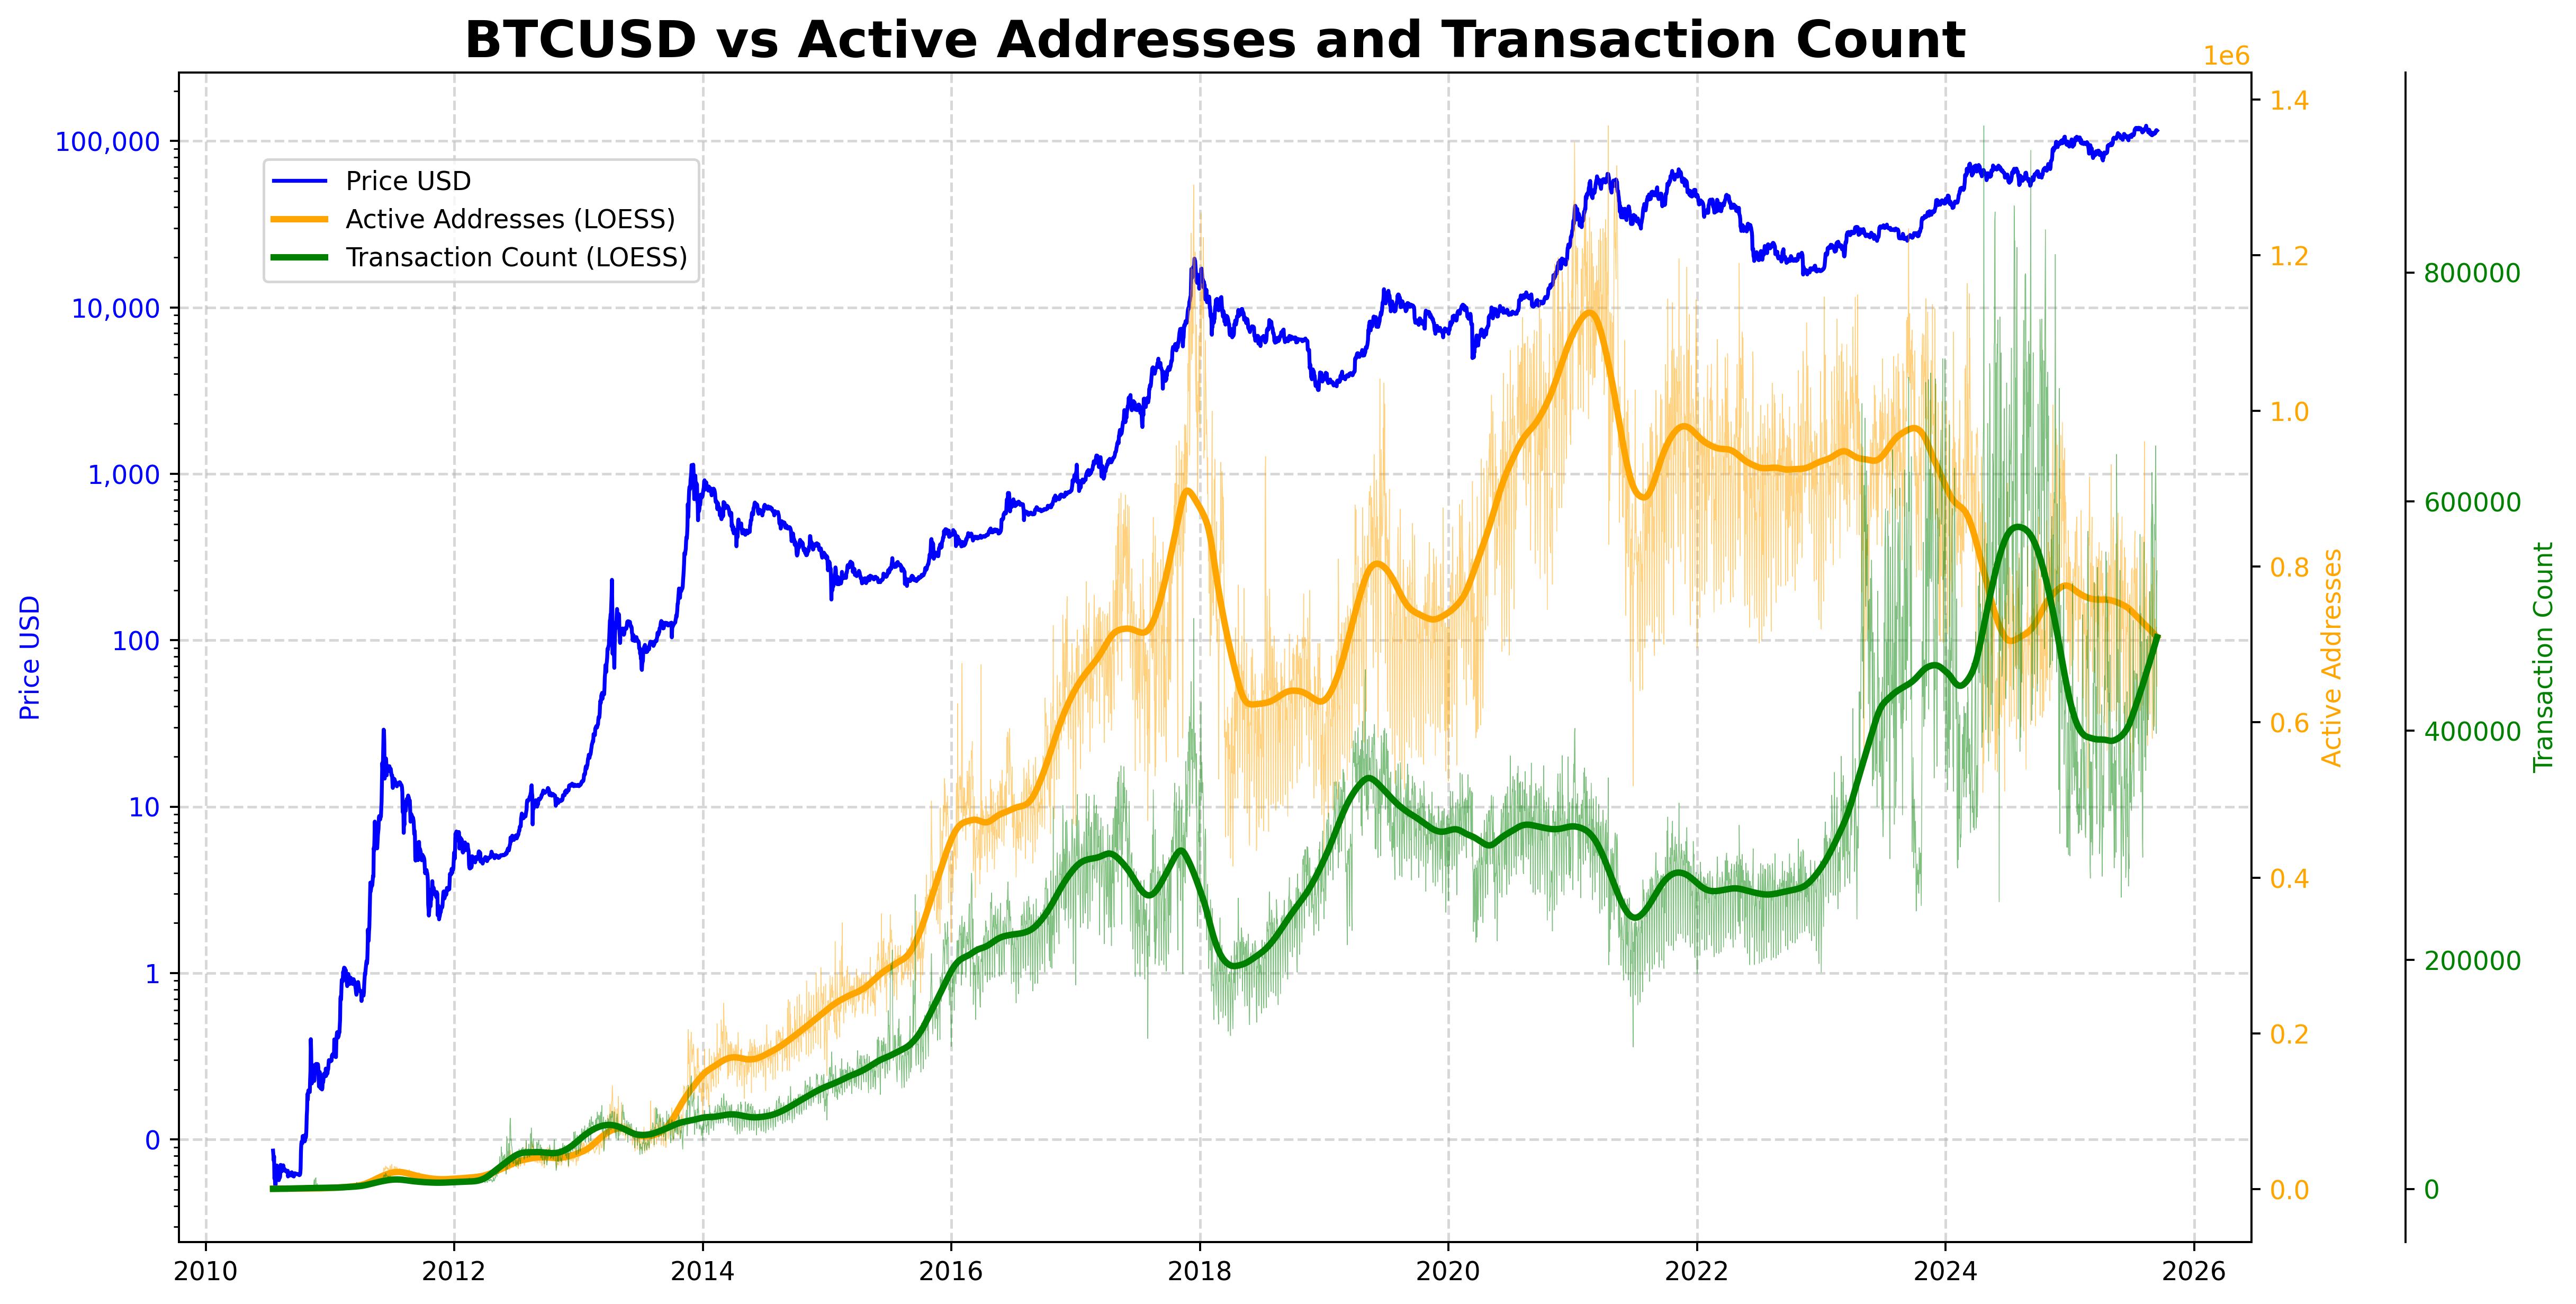 BTCUSD vs Active Addresses and Transaction Count
1e6
Price USD
Active Addresses (LOESS)
Transaction Count (LOESS)
100,000
10,000
1,000
100
10
1
0
Price USD
1.4
1.2
1.0
0.8
0.6
0.4
0.2
0.0
Active Addresses
800000
600000
400000
200000
0
Transaction Count
2010 2012 2014 2016 2018 2020 2022 2024 2026